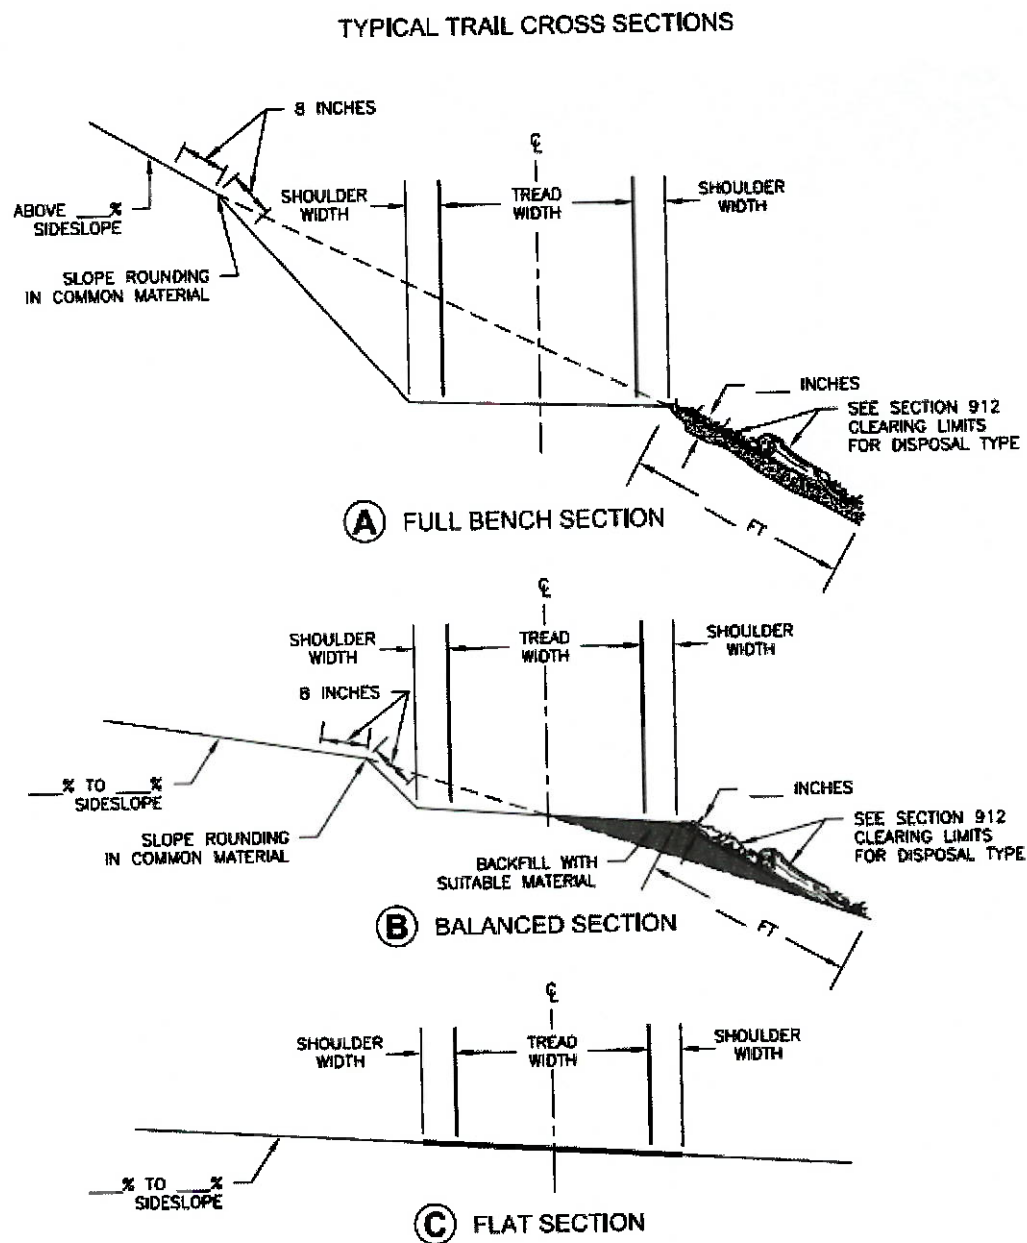 TYPICAL TRAIL CROSS SECTIONS
8 INCHES
℄
SHOULDER
WIDTH
TREAD
WIDTH
SHOULDER
WIDTH
ABOVE ___%
SIDESLOPE
SLOPE ROUNDING
IN COMMON MATERIAL
___ INCHES
SEE SECTION 912
CLEARING LIMITS
FOR DISPOSAL TYPE
FT
A FULL BENCH SECTION
℄
SHOULDER
WIDTH
TREAD
WIDTH
SHOULDER
WIDTH
8 INCHES
___% TO ___%
SIDESLOPE
SLOPE ROUNDING
IN COMMON MATERIAL
BACKFILL WITH
SUITABLE MATERIAL
___ INCHES
SEE SECTION 912
CLEARING LIMITS
FOR DISPOSAL TYPE
FT
B BALANCED SECTION
℄
SHOULDER
WIDTH
TREAD
WIDTH
SHOULDER
WIDTH
___% TO ___%
SIDESLOPE
C FLAT SECTION